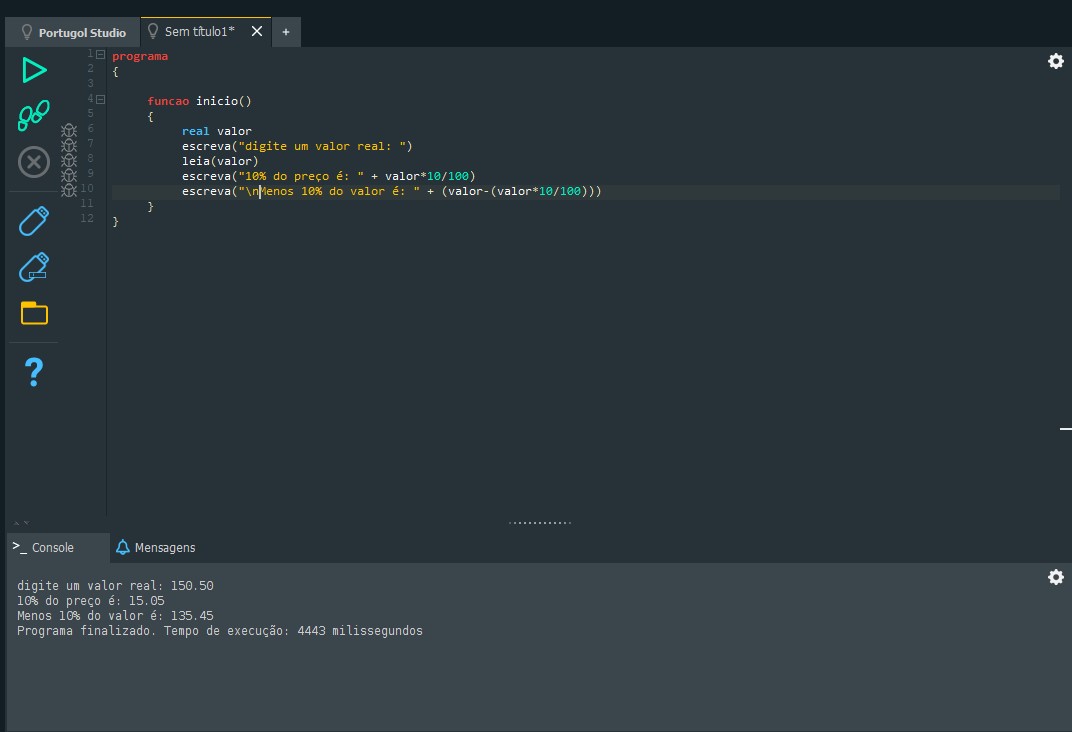 Portugol Studio
Sem título1*
+
1 programa
2 {
3
4 funcao inicio()
5 {
6 real valor
7 escreva("digite um valor real: ")
8 leia(valor)
9 escreva("10% do preço é: " + valor*10/100)
10 escreva("\nMenos 10% do valor é: " + (valor-(valor*10/100)))
11 }
12 }
?
>_ Console
Mensagens
digite um valor real: 150.50
10% do preço é: 15.05
Menos 10% do valor é: 135.45
Programa finalizado. Tempo de execução: 4443 milissegundos